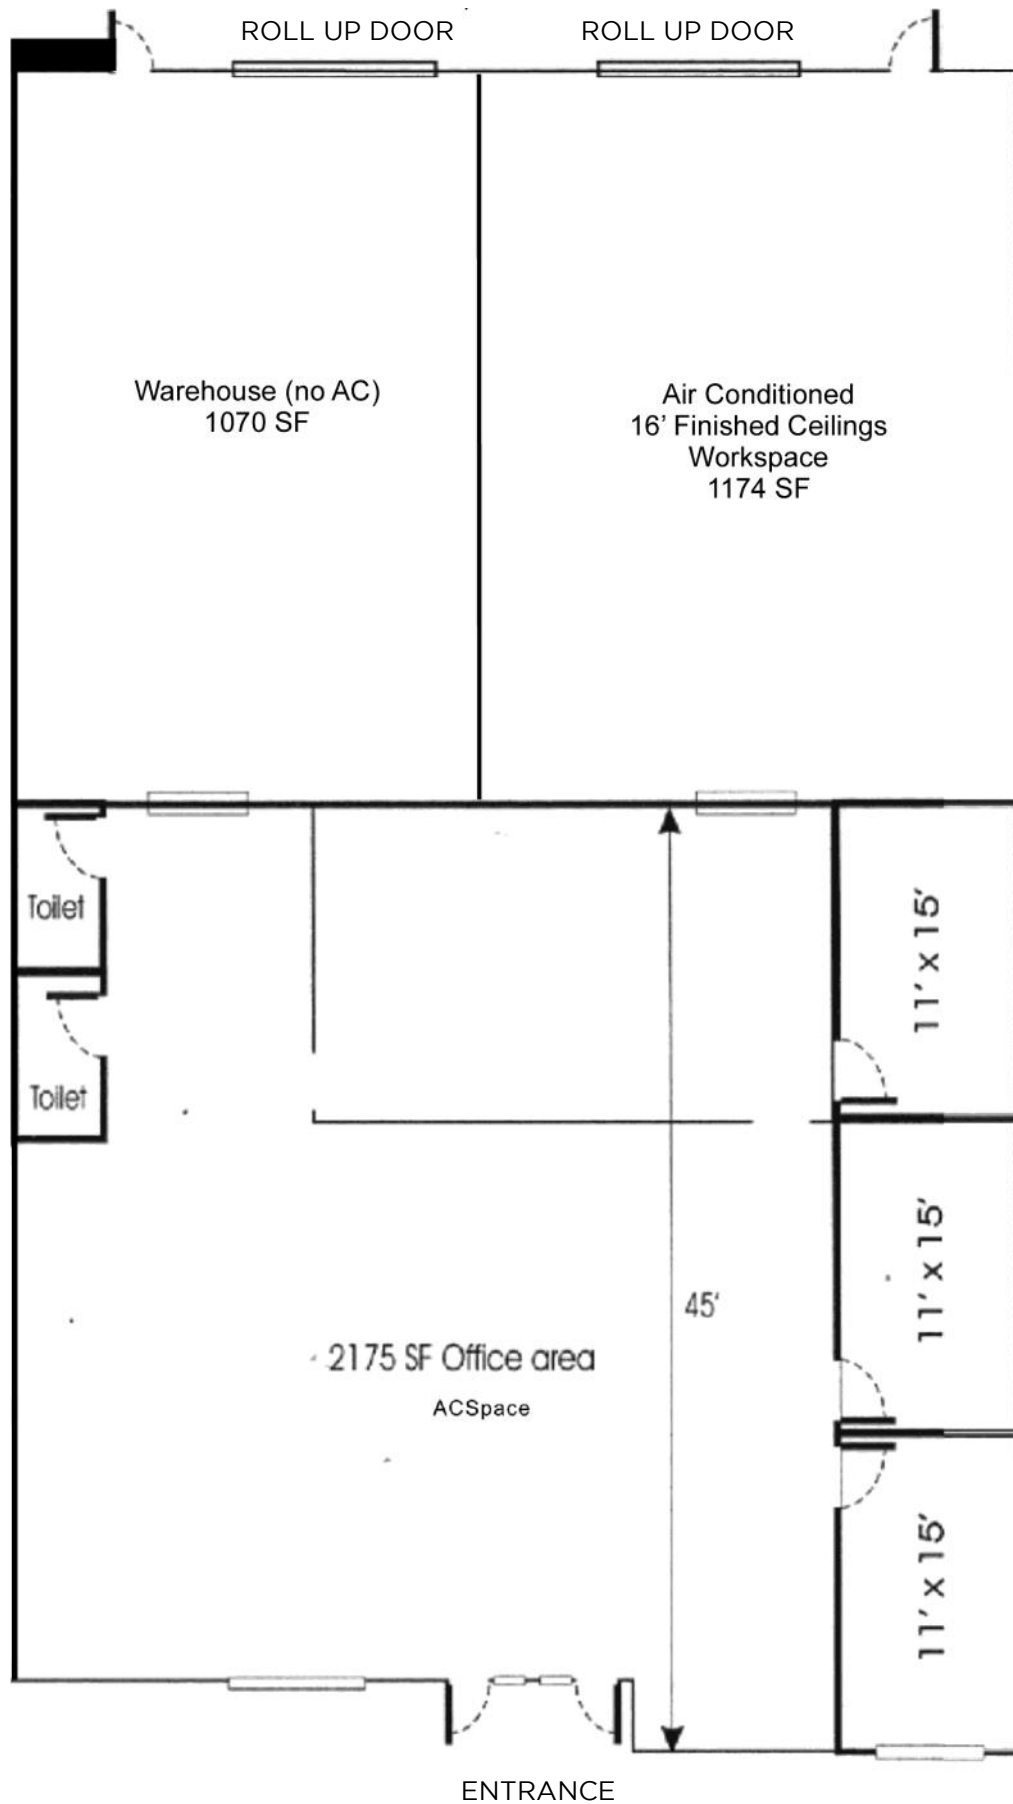 ROLL UP DOOR
ROLL UP DOOR
Warehouse (no AC)
1070 SF
Air Conditioned
16’ Finished Ceilings
Workspace
1174 SF
Toilet
11’ x 15’
Toilet
11’ x 15’
45’
2175 SF Office area
ACSpace
11’ x 15’
ENTRANCE